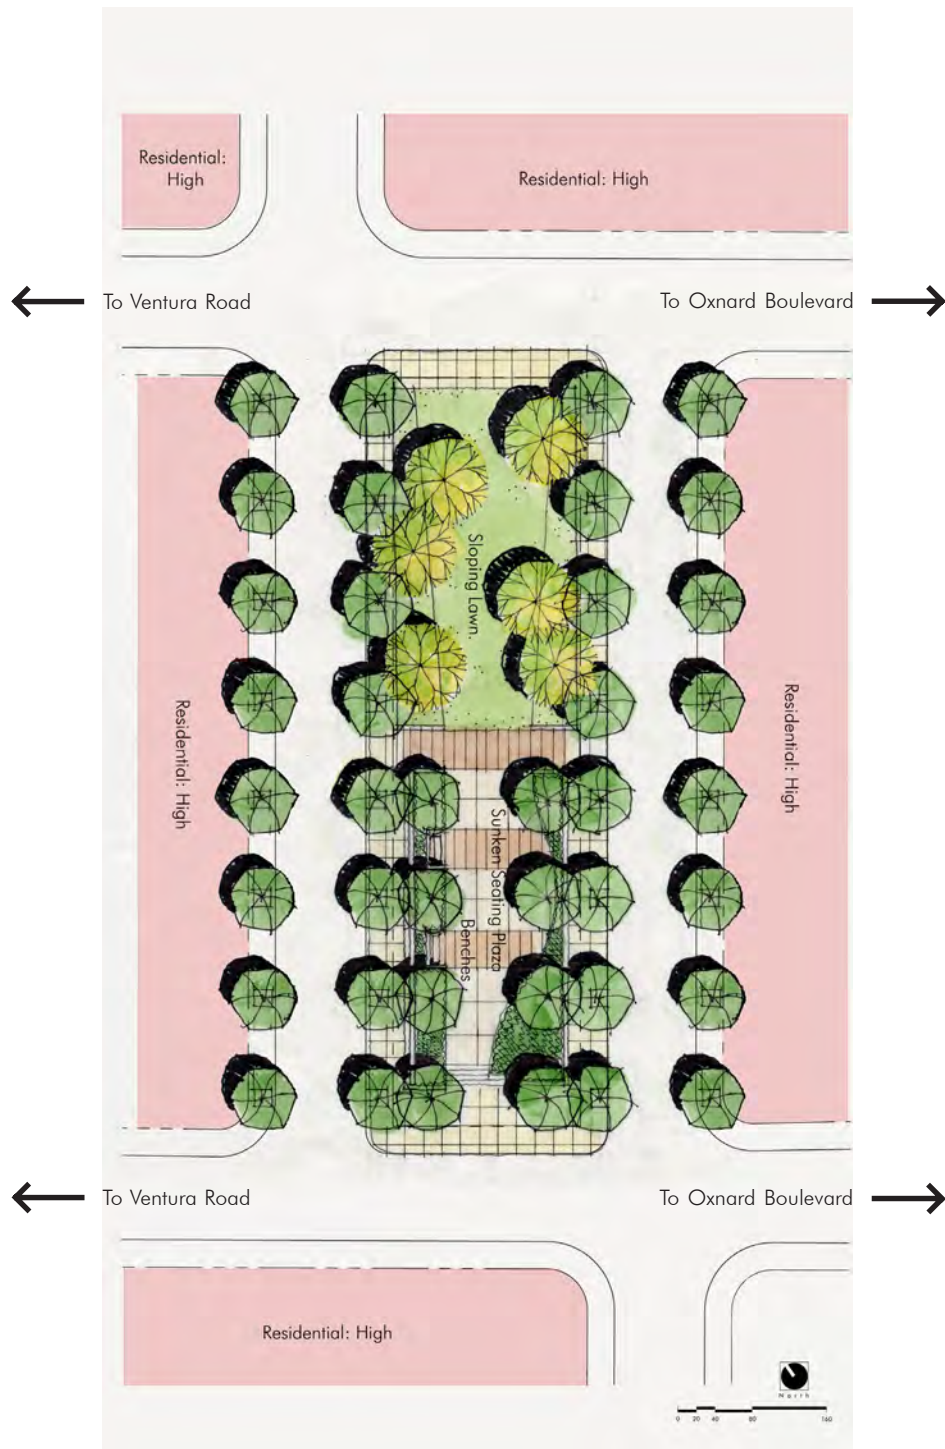 Residential:
High
Residential: High
To Ventura Road
To Oxnard Boulevard
Sloping Lawn.
Residential: High
Residential: High
Sunken Seating Plaza
Benches
To Ventura Road
To Oxnard Boulevard
Residential: High
North
0 20 40 80 160